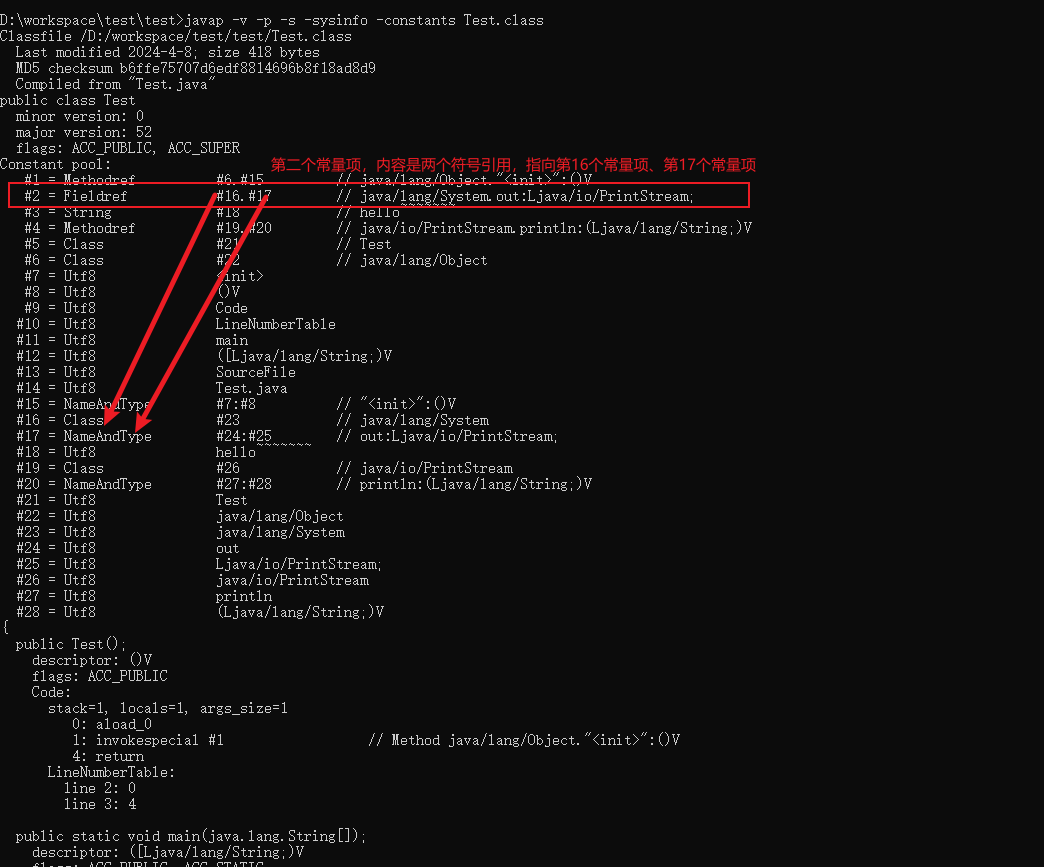 D:\workspace\test\test>javap -v -p -s -sysinfo -constants Test.class
Classfile /D:/workspace/test/test/Test.class
  Last modified 2024-4-8; size 418 bytes
  MD5 checksum b6ffe75707d6edf8814696b8f18ad8d9
  Compiled from "Test.java"
public class Test
  minor version: 0
  major version: 52
  flags: ACC_PUBLIC, ACC_SUPER
Constant pool:
第二个常量项，内容是两个符号引用，指向第16个常量项、第17个常量项
   #1 = Methodref          #6.#15         // java/lang/Object."<init>":()V
   #2 = Fieldref           #16.#17        // java/lang/System.out:Ljava/io/PrintStream;
   #3 = String             #18            // hello~~~~~~~
   #4 = Methodref          #19.#20        // java/io/PrintStream.println:(Ljava/lang/String;)V
   #5 = Class              #21            // Test
   #6 = Class              #22            // java/lang/Object
   #7 = Utf8               <init>
   #8 = Utf8               ()V
   #9 = Utf8               Code
  #10 = Utf8               LineNumberTable
  #11 = Utf8               main
  #12 = Utf8               ([Ljava/lang/String;)V
  #13 = Utf8               SourceFile
  #14 = Utf8               Test.java
  #15 = NameAndType        #7:#8          // "<init>":()V
  #16 = Class              #23            // java/lang/System
  #17 = NameAndType        #24:#25        // out:Ljava/io/PrintStream;
  #18 = Utf8               hello~~~~~~~
  #19 = Class              #26            // java/io/PrintStream
  #20 = NameAndType        #27:#28        // println:(Ljava/lang/String;)V
  #21 = Utf8               Test
  #22 = Utf8               java/lang/Object
  #23 = Utf8               java/lang/System
  #24 = Utf8               out
  #25 = Utf8               Ljava/io/PrintStream;
  #26 = Utf8               java/io/PrintStream
  #27 = Utf8               println
  #28 = Utf8               (Ljava/lang/String;)V
{
  public Test();
    descriptor: ()V
    flags: ACC_PUBLIC
    Code:
      stack=1, locals=1, args_size=1
         0: aload_0
         1: invokespecial #1                  // Method java/lang/Object."<init>":()V
         4: return
      LineNumberTable:
        line 2: 0
        line 3: 4
  public static void main(java.lang.String[]);
    descriptor: ([Ljava/lang/String;)V
    flags: ACC_PUBLIC, ACC_STATIC